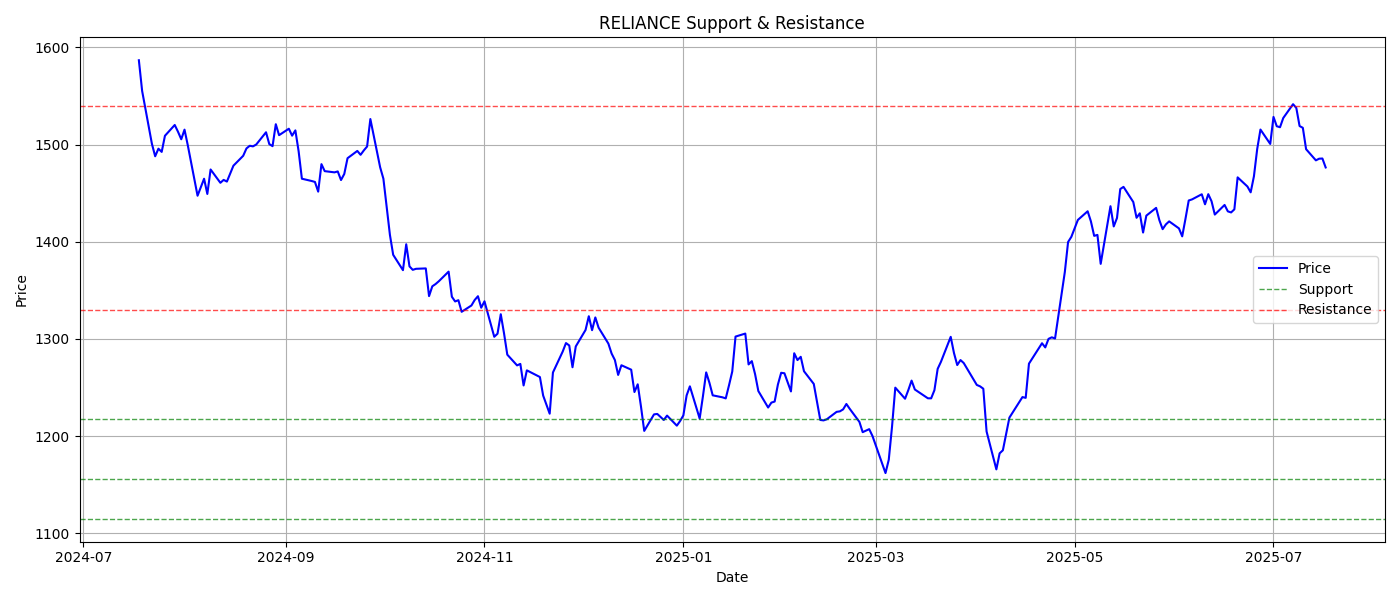 RELIANCE Support & Resistance
Price
1600
1500
1400
1300
1200
1100
2024-07 2024-09 2024-11 2025-01 2025-03 2025-05 2025-07
Date
Price
Support
Resistance